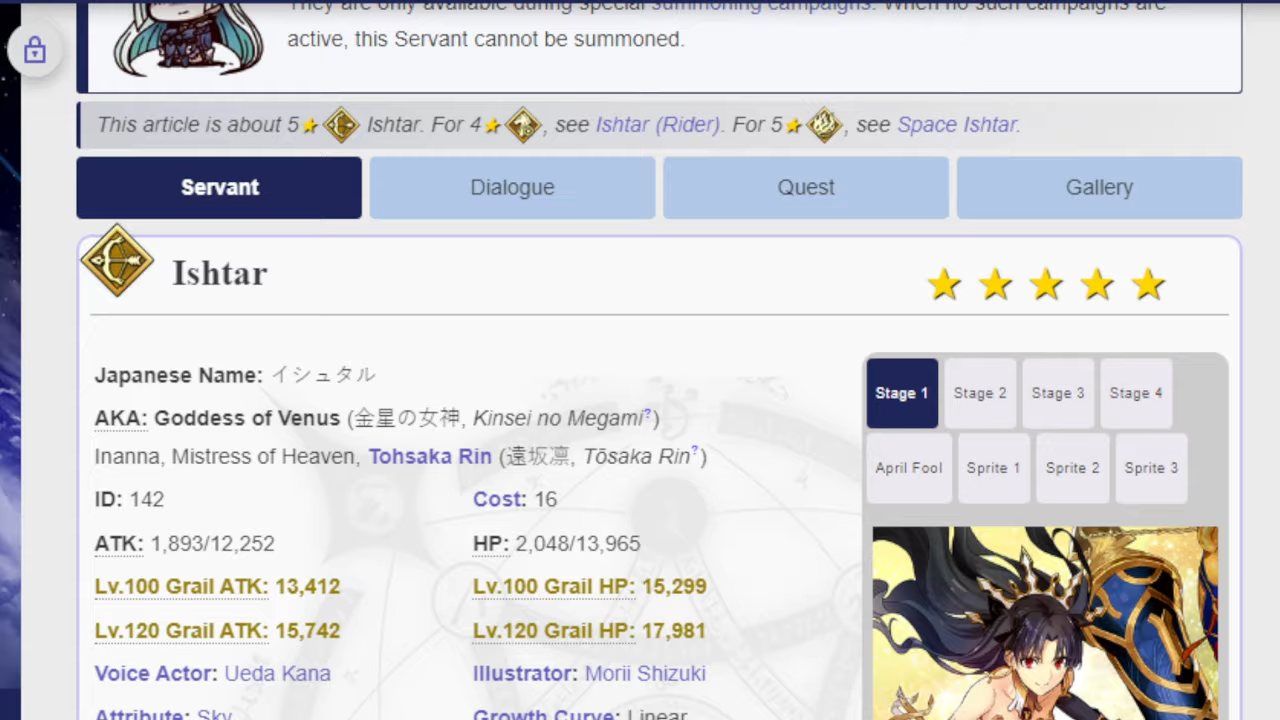 They are only available during special summoning campaigns. When no such campaigns are
active, this Servant cannot be summoned.
This article is about 5 Ishtar. For 4 , see Ishtar (Rider). For 5 , see Space Ishtar.
Servant
Dialogue
Quest
Gallery
Ishtar
Japanese Name: イシュタル
AKA: Goddess of Venus (金星の女神, Kinsei no Megami?)
Inanna, Mistress of Heaven, Tohsaka Rin (遠坂凛, Tōsaka Rin?)
ID: 142
Cost: 16
ATK: 1,893/12,252
HP: 2,048/13,965
Lv.100 Grail ATK: 13,412
Lv.100 Grail HP: 15,299
Lv.120 Grail ATK: 15,742
Lv.120 Grail HP: 17,981
Voice Actor: Ueda Kana
Illustrator: Morii Shizuki
Attribute: Sky
Growth Curve: Linear
Stage 1
Stage 2
Stage 3
Stage 4
April Fool
Sprite 1
Sprite 2
Sprite 3